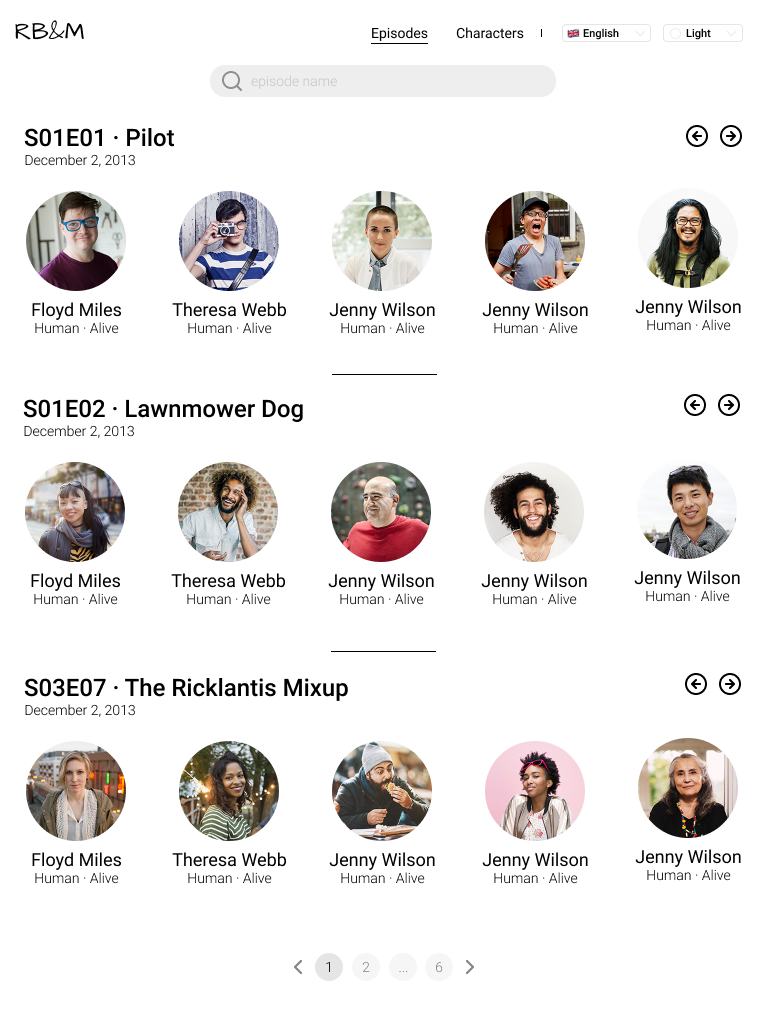 RB&M
Episodes Characters | English Light
episode name
S01E01 · Pilot
December 2, 2013
Floyd Miles Theresa Webb Jenny Wilson Jenny Wilson Jenny Wilson
Human · Alive Human · Alive Human · Alive Human · Alive Human · Alive
S01E02 · Lawnmower Dog
December 2, 2013
Floyd Miles Theresa Webb Jenny Wilson Jenny Wilson Jenny Wilson
Human · Alive Human · Alive Human · Alive Human · Alive Human · Alive
S03E07 · The Ricklantis Mixup
December 2, 2013
Floyd Miles Theresa Webb Jenny Wilson Jenny Wilson Jenny Wilson
Human · Alive Human · Alive Human · Alive Human · Alive Human · Alive
1 2 ... 6